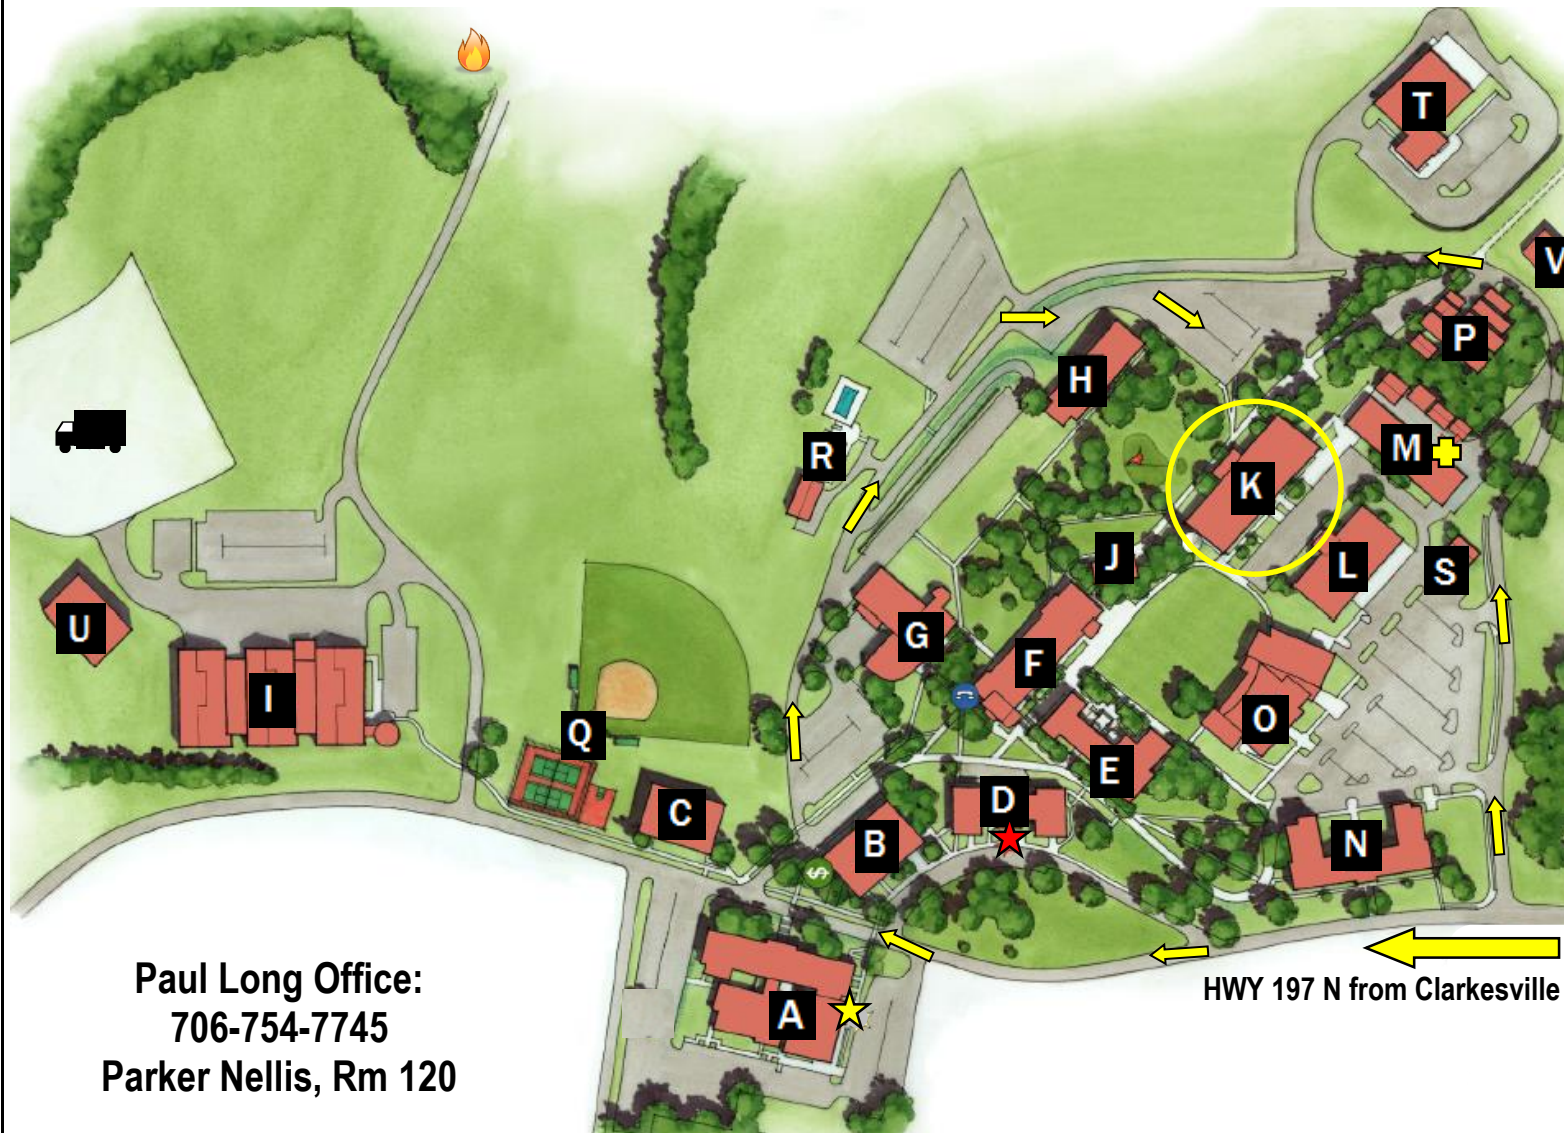 T
V
P
H
M
R
K
J
L
S
U
G
F
I
O
Q
E
D
C
B
N
$
HWY 197 N from Clarkesville
A
Paul Long Office:
706-754-7745
Parker Nellis, Rm 120